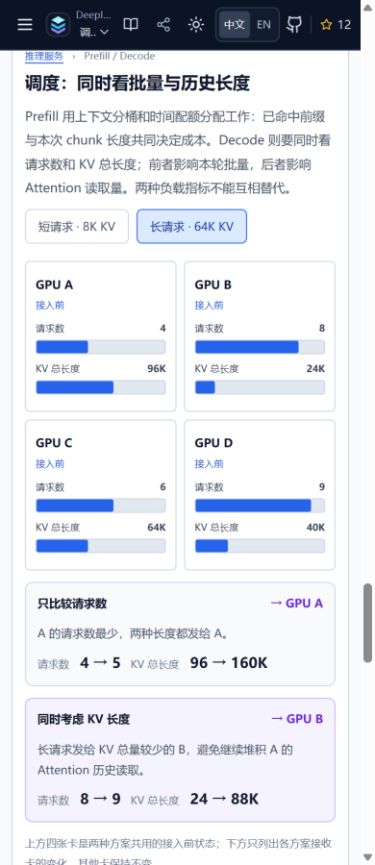 Deepl...
调..
中文
EN
12
推理服务 › Prefill / Decode
调度：同时看批量与历史长度
Prefill 用上下文分桶和时间配额分配工作：已命中前缀
与本次 chunk 长度共同决定成本。Decode 则要同时看
请求数和 KV 总长度；前者影响本轮批量，后者影响
Attention 读取量。两种负载指标不能互相替代。
短请求 · 8K KV
长请求 · 64K KV
GPU A
接入前
请求数 4
KV 总长度 96K
GPU B
接入前
请求数 8
KV 总长度 24K
GPU C
接入前
请求数 6
KV 总长度 64K
GPU D
接入前
请求数 9
KV 总长度 40K
只比较请求数 → GPU A
A 的请求数最少，两种长度都发给 A。
请求数 4 → 5 KV 总长度 96 → 160K
同时考虑 KV 长度 → GPU B
长请求发给 KV 总量较少的 B，避免继续堆积 A 的
Attention 历史读取。
请求数 8 → 9 KV 总长度 24 → 88K
上方四张卡是两种方案共用的接入前状态；下方只列出各方案接收
卡的变化，其他卡保持不变。